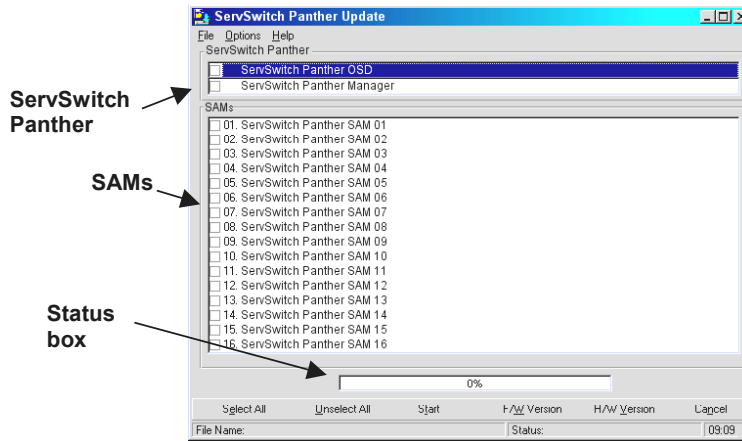 ServSwitch Panther Update
File Options Help
ServSwitch Panther
ServSwitch Panther OSD
ServSwitch Panther Manager
ServSwitch
Panther
SAMs
01. ServSwitch Panther SAM 01
02. ServSwitch Panther SAM 02
03. ServSwitch Panther SAM 03
04. ServSwitch Panther SAM 04
05. ServSwitch Panther SAM 05
06. ServSwitch Panther SAM 06
07. ServSwitch Panther SAM 07
08. ServSwitch Panther SAM 08
09. ServSwitch Panther SAM 09
10. ServSwitch Panther SAM 10
11. ServSwitch Panther SAM 11
12. ServSwitch Panther SAM 12
13. ServSwitch Panther SAM 13
14. ServSwitch Panther SAM 14
15. ServSwitch Panther SAM 15
16. ServSwitch Panther SAM 16
SAMs
Status
box
0%
Select All Unselect All Start F/W Version H/W Version Cancel
File Name: Status: 09:09